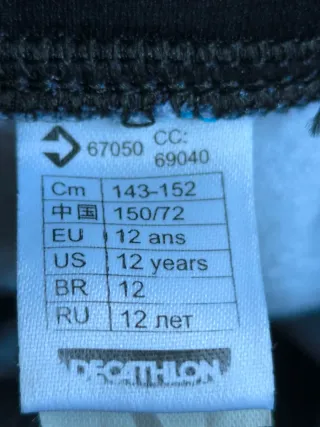 67050 CC: 69040
Cm 143-152
中国 150/72
EU 12 ans
US 12 years
BR 12
RU 12 лет
DECATHLON